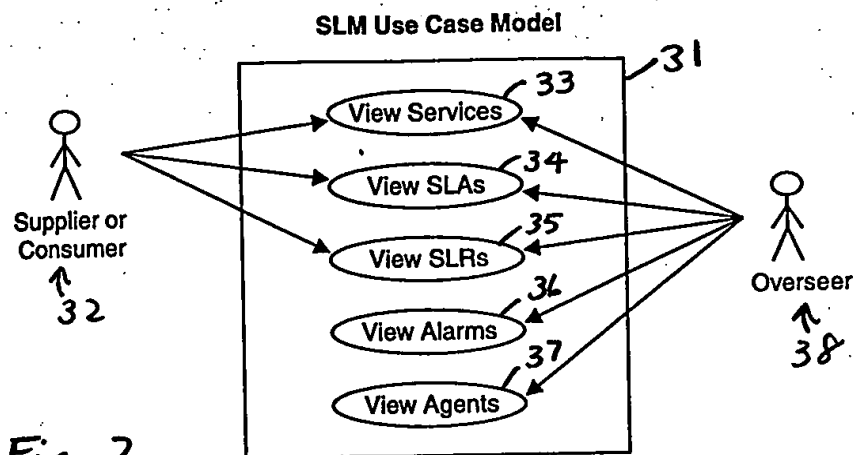 SLM Use Case Model
31
View Services
33
View SLAs
34
View SLRs
35
View Alarms
36
View Agents
37
Supplier or
Consumer
32
Overseer
38
Fig. 2